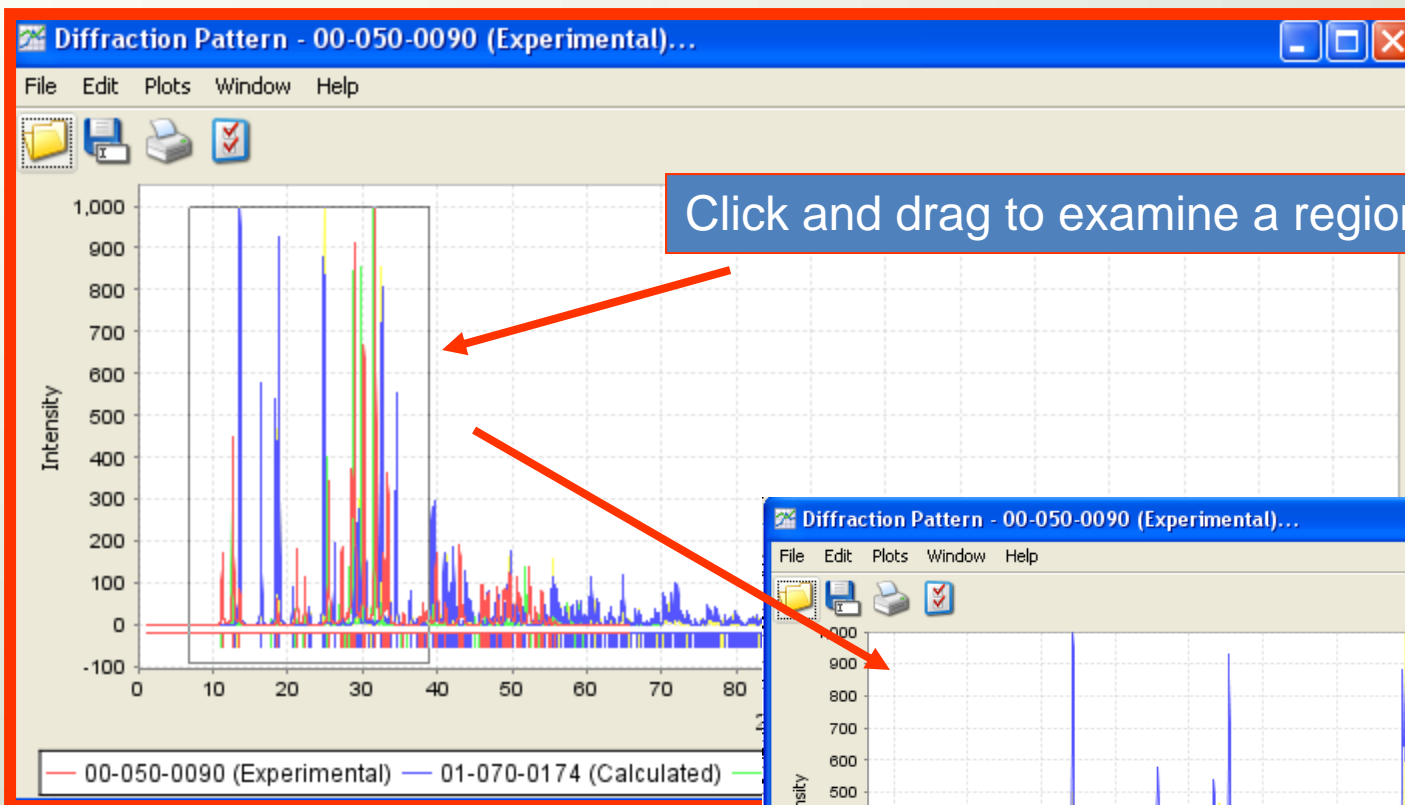 Diffraction Pattern - 00-050-0090 (Experimental)...
File Edit Plots Window Help
Click and drag to examine a region
1,000
900
800
700
600
500
400
300
200
100
0
-100
Intensity
0 10 20 30 40 50 60 70 80
00-050-0090 (Experimental) 01-070-0174 (Calculated)
Diffraction Pattern - 00-050-0090 (Experimental)...
File Edit Plots Window Help
900
800
700
600
500